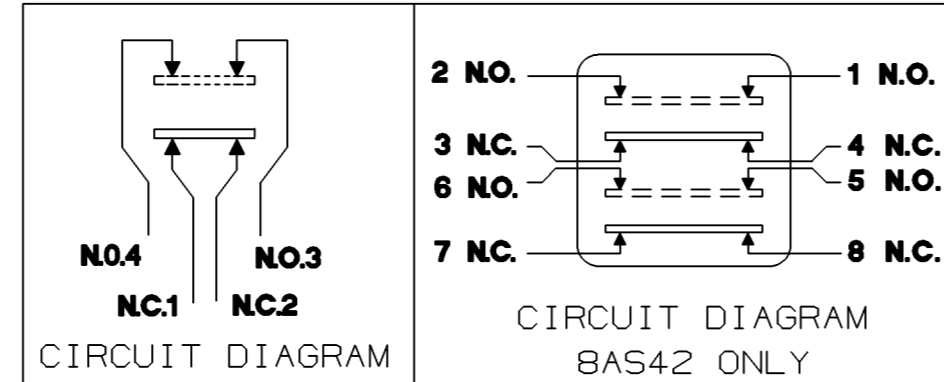 N.O.4
N.O.3
N.C.1
N.C.2
CIRCUIT DIAGRAM
2 N.O.
1 N.O.
3 N.C.
4 N.C.
6 N.O.
5 N.O.
7 N.C.
8 N.C.
CIRCUIT DIAGRAM
8AS42 ONLY